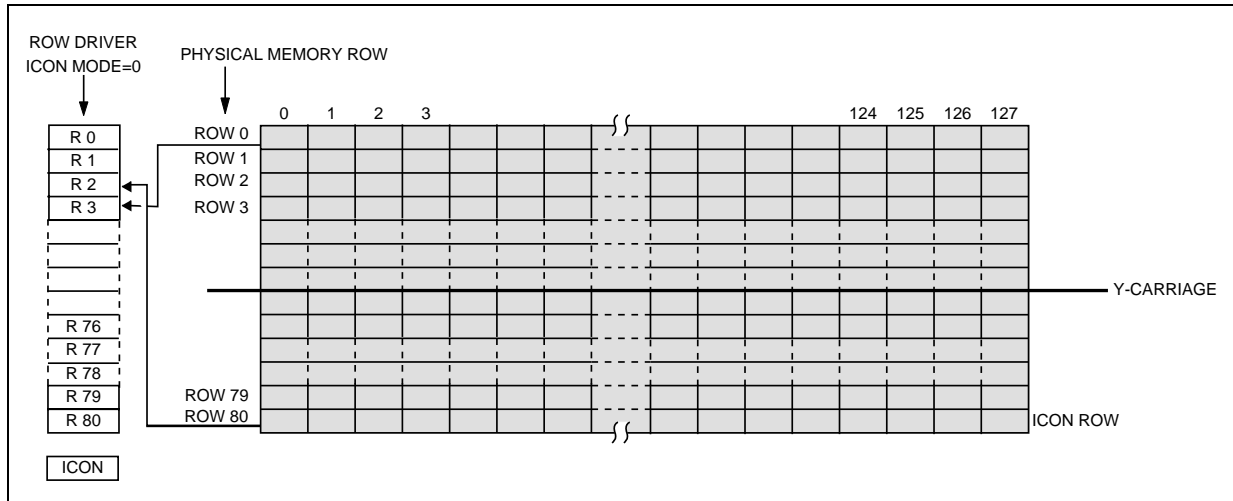 ROW DRIVER
ICON MODE=0
PHYSICAL MEMORY ROW
0 1 2 3 124 125 126 127
R 0
R 1
R 2
R 3
R 76
R 77
R 78
R 79
R 80
ICON
ROW 0
ROW 1
ROW 2
ROW 3
ROW 79
ROW 80
Y-CARRIAGE
ICON ROW